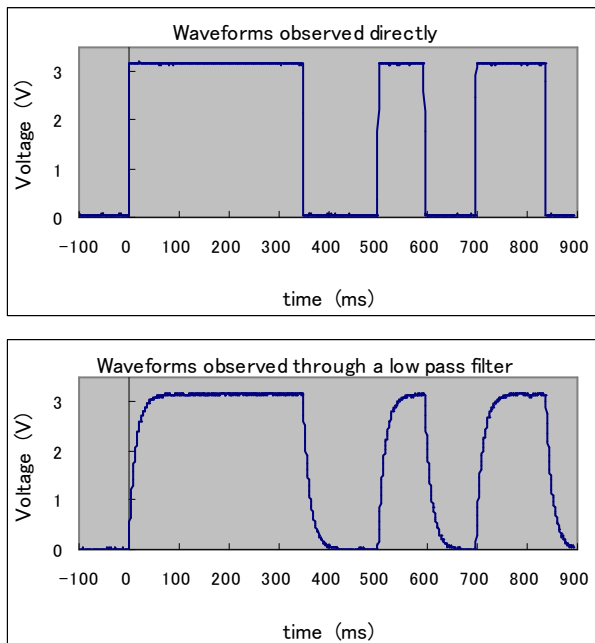 Waveforms observed directly
3
2
1
0
Voltage (V)
-100 0 100 200 300 400 500 600 700 800 900
time (ms)
Waveforms observed through a low pass filter
3
2
1
0
Voltage (V)
-100 0 100 200 300 400 500 600 700 800 900
time (ms)